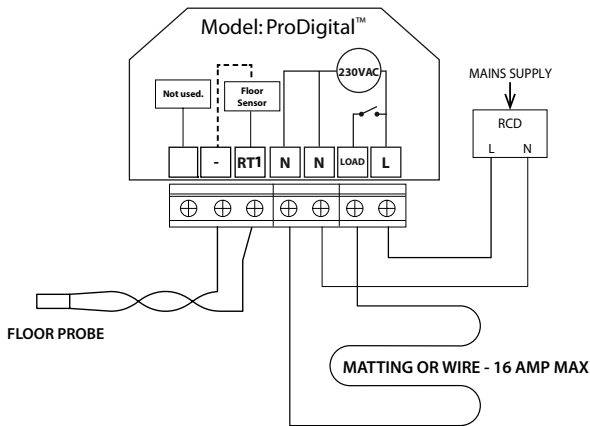 Model: ProDigital™
230VAC
Not used.
Floor
Sensor
- RT1 N N LOAD L
MAINS SUPPLY
RCD
L N
FLOOR PROBE
MATTING OR WIRE - 16 AMP MAX